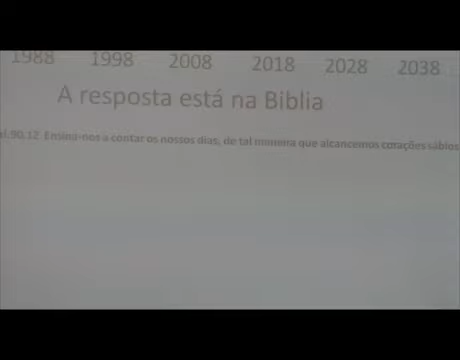 1988 1998 2008 2018 2028 2038
A resposta está na Biblia
90.12 Ensina-nos a contar os nossos dias, de tal maneira que alcancemos corações sábios